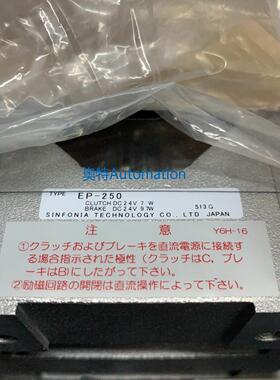 奥特Automation
TYPE EP-250
CLUTCH DC24V 7 W
BRAKE DC24V 9.7W 513G
SINFONIA TECHNOLOGY CO., LTD JAPAN
注意 Y6H-16
①クラッチおよびブレーキを直流電源に接続す
る場合指示された極性(クラッチはC、ブレ
ーキはB)にしたがって下さい。
②励磁回路の開閉は直流操作によって下さい。